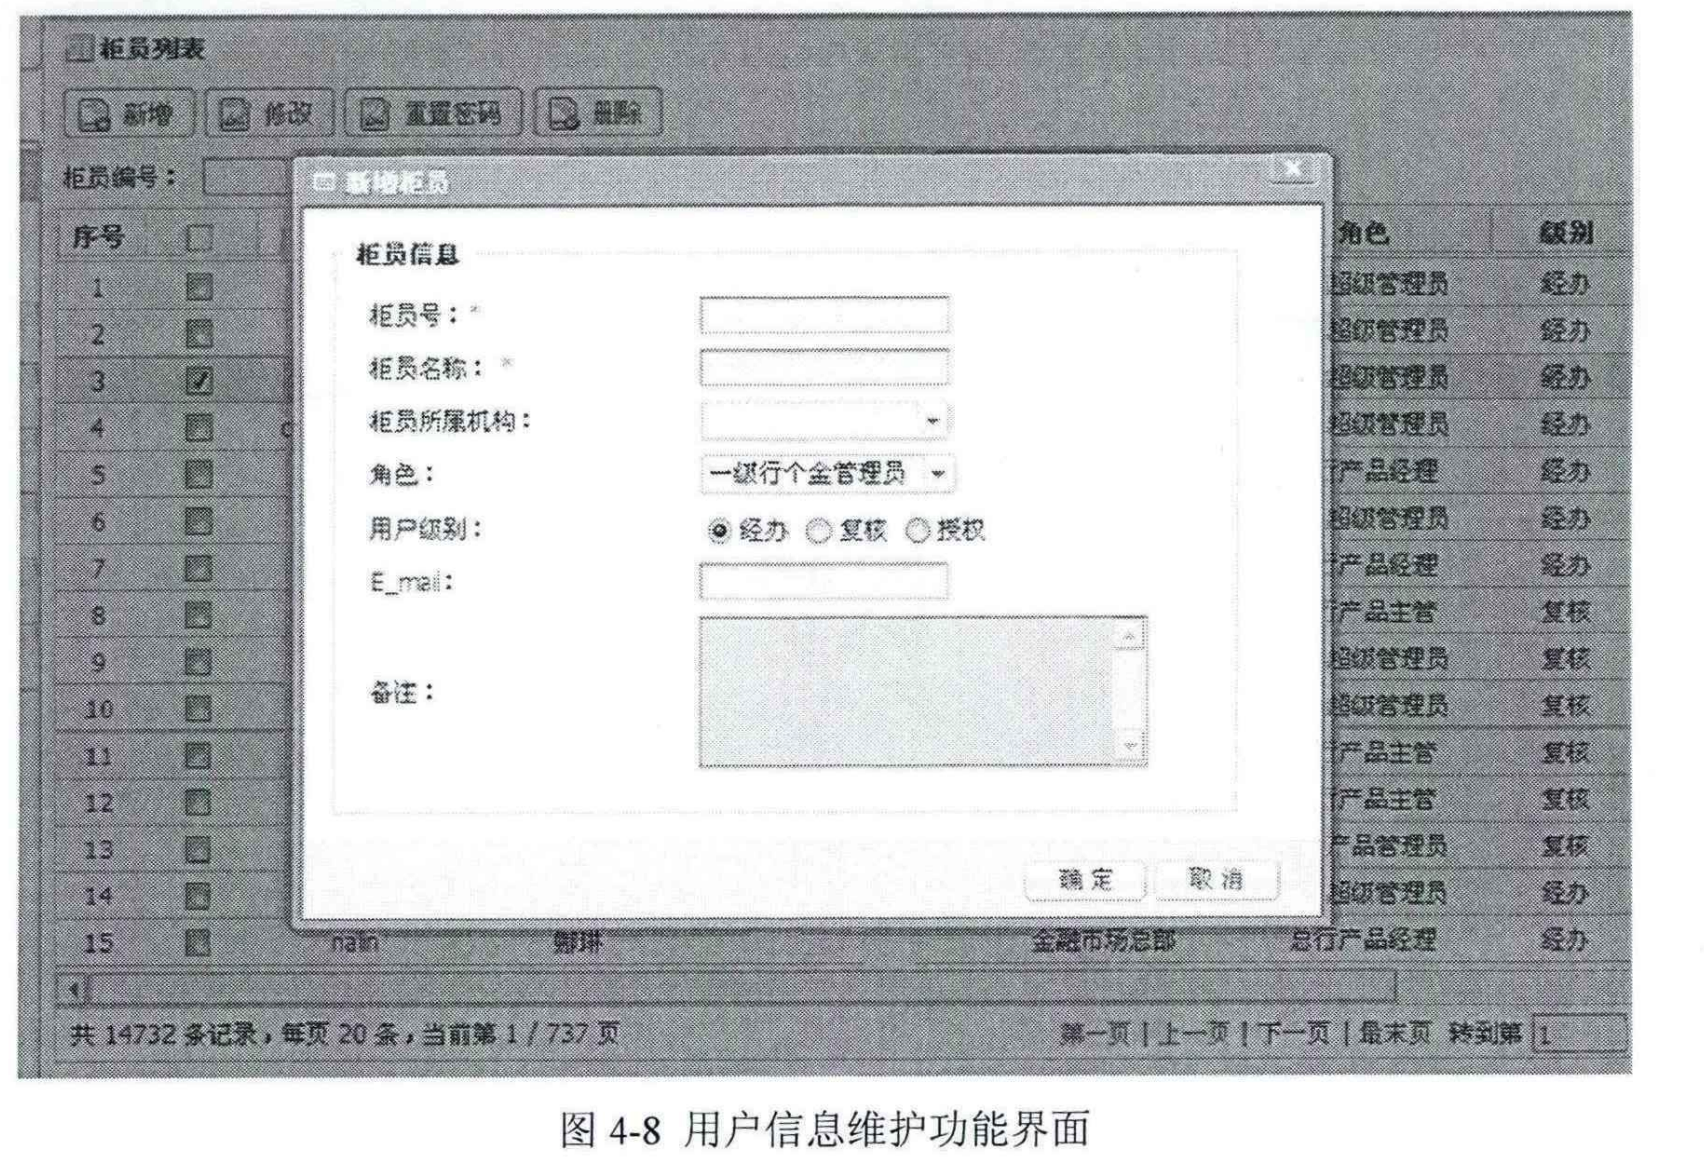 柜员列表
新增 修改 重置密码 删除
柜员编号：
新增柜员
序号 角色 级别
柜员信息
1 超级管理员 经办
柜员号：*
2 超级管理员 经办
柜员名称：*
3 超级管理员 经办
柜员所属机构：
4 超级管理员 经办
角色： 一级行个金管理员
5 产品经理 经办
用户级别： 经办 复核 授权
6 超级管理员 经办
E_mail：
7 产品经理 经办
8 产品主管 复核
9 超级管理员 复核
备注：
10 超级管理员 复核
11 产品主管 复核
12 产品主管 复核
13 产品管理员 复核
确定 取消
14 超级管理员 经办
15 nalin 金融市场总部 总行产品经理 经办
共 14732 条记录，每页 20 条，当前第 1 / 737 页
第一页 | 上一页 | 下一页 | 最末页 转到第 1
图 4-8 用户信息维护功能界面